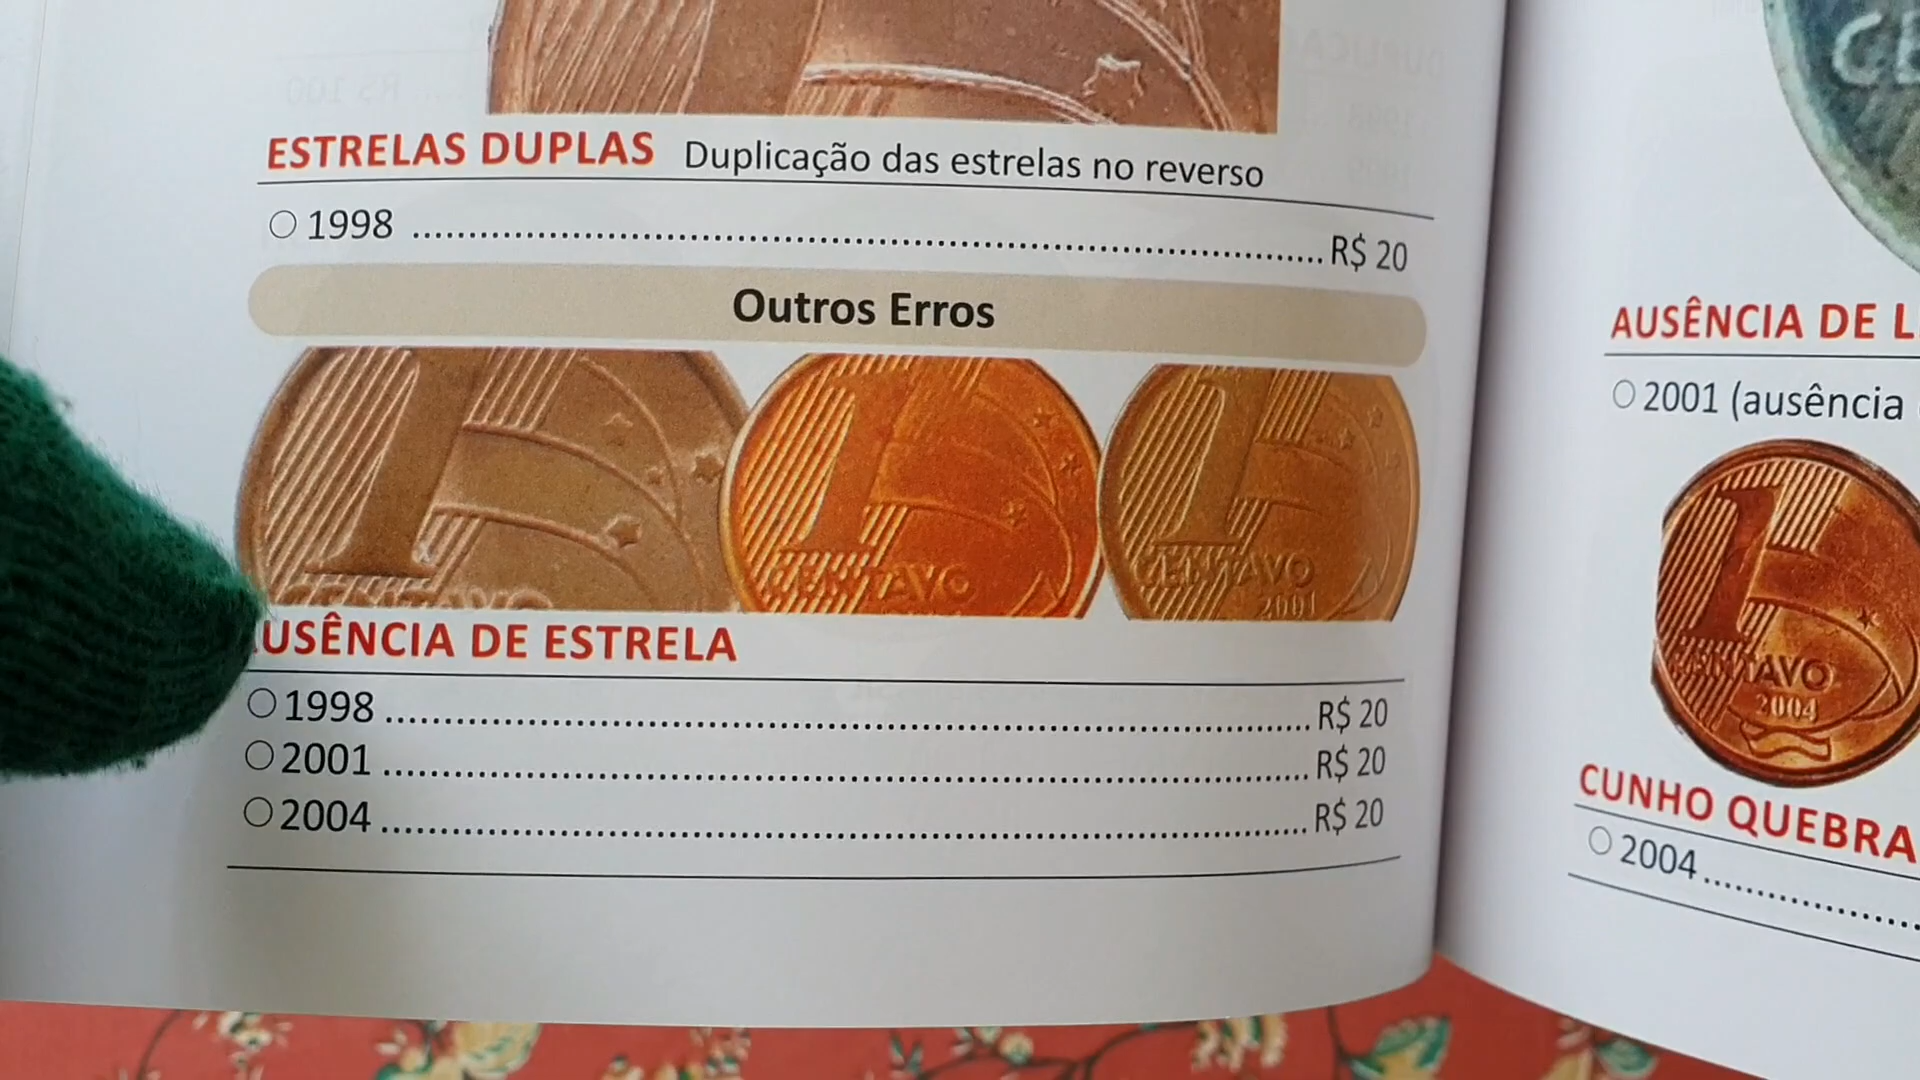 ESTRELAS DUPLAS Duplicação das estrelas no reverso
1998 .................... R$ 20
Outros Erros
CENTAVO
CENTAVO
2001
USÊNCIA DE ESTRELA
1998 .................... R$ 20
2001 .................... R$ 20
2004 .................... R$ 20
AUSÊNCIA DE L
2001 (ausência
CENTAVO
2004
CUNHO QUEBRA
2004 ....................